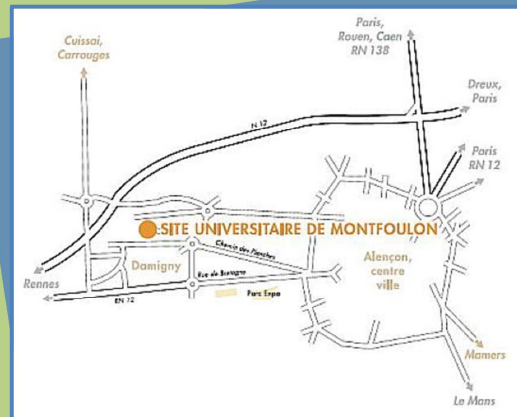 Cuissai,
Carrouges
Paris,
Rouen, Caen
RN 138
Dreux,
Paris
N 12
Paris
RN 12
SITE UNIVERSITAIRE DE MONTFOULON
Chemin des Planches
Damigny
Alençon,
centre
ville
Rue de Bretagne
Rennes
RN 12
Parc Expo
Mamers
Le Mans